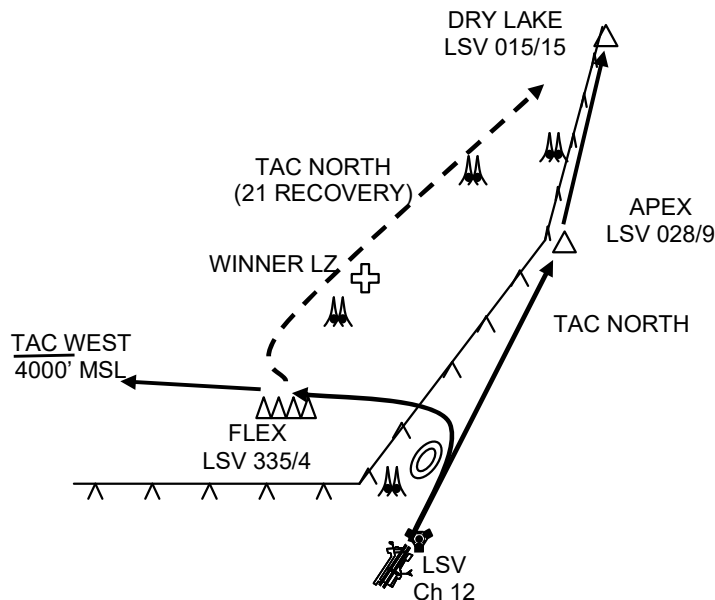 DRY LAKE
LSV 015/15
TAC NORTH
(21 RECOVERY)
APEX
LSV 028/9
WINNER LZ
TAC NORTH
TAC WEST
4000' MSL
FLEX
LSV 335/4
LSV
Ch 12